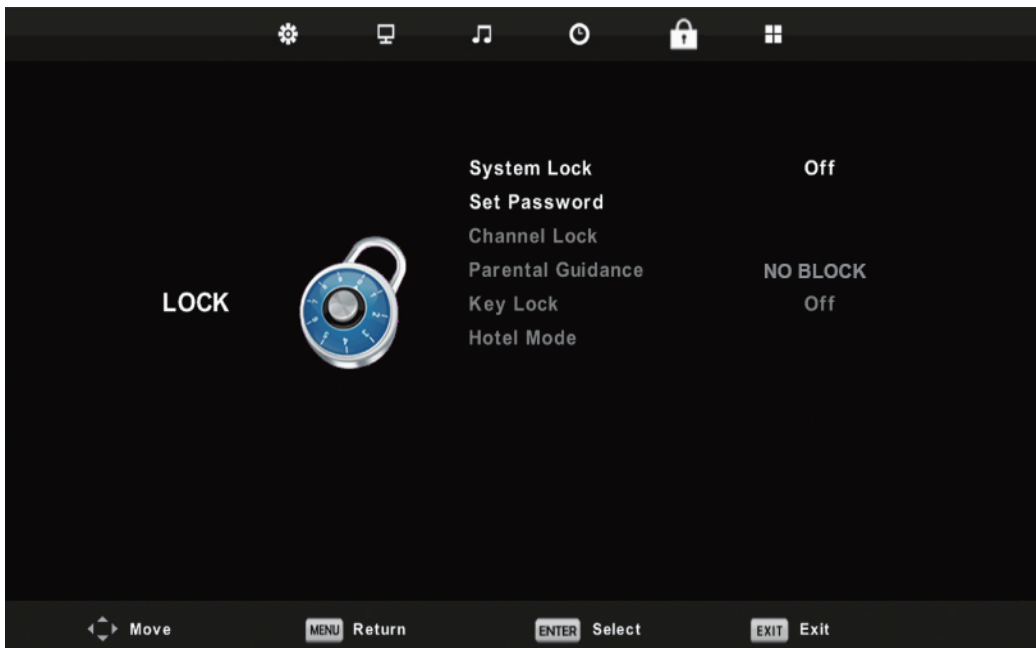 System Lock Off
Set Password
Channel Lock
Parental Guidance NO BLOCK
LOCK
Key Lock Off
Hotel Mode
Move MENU Return ENTER Select EXIT Exit